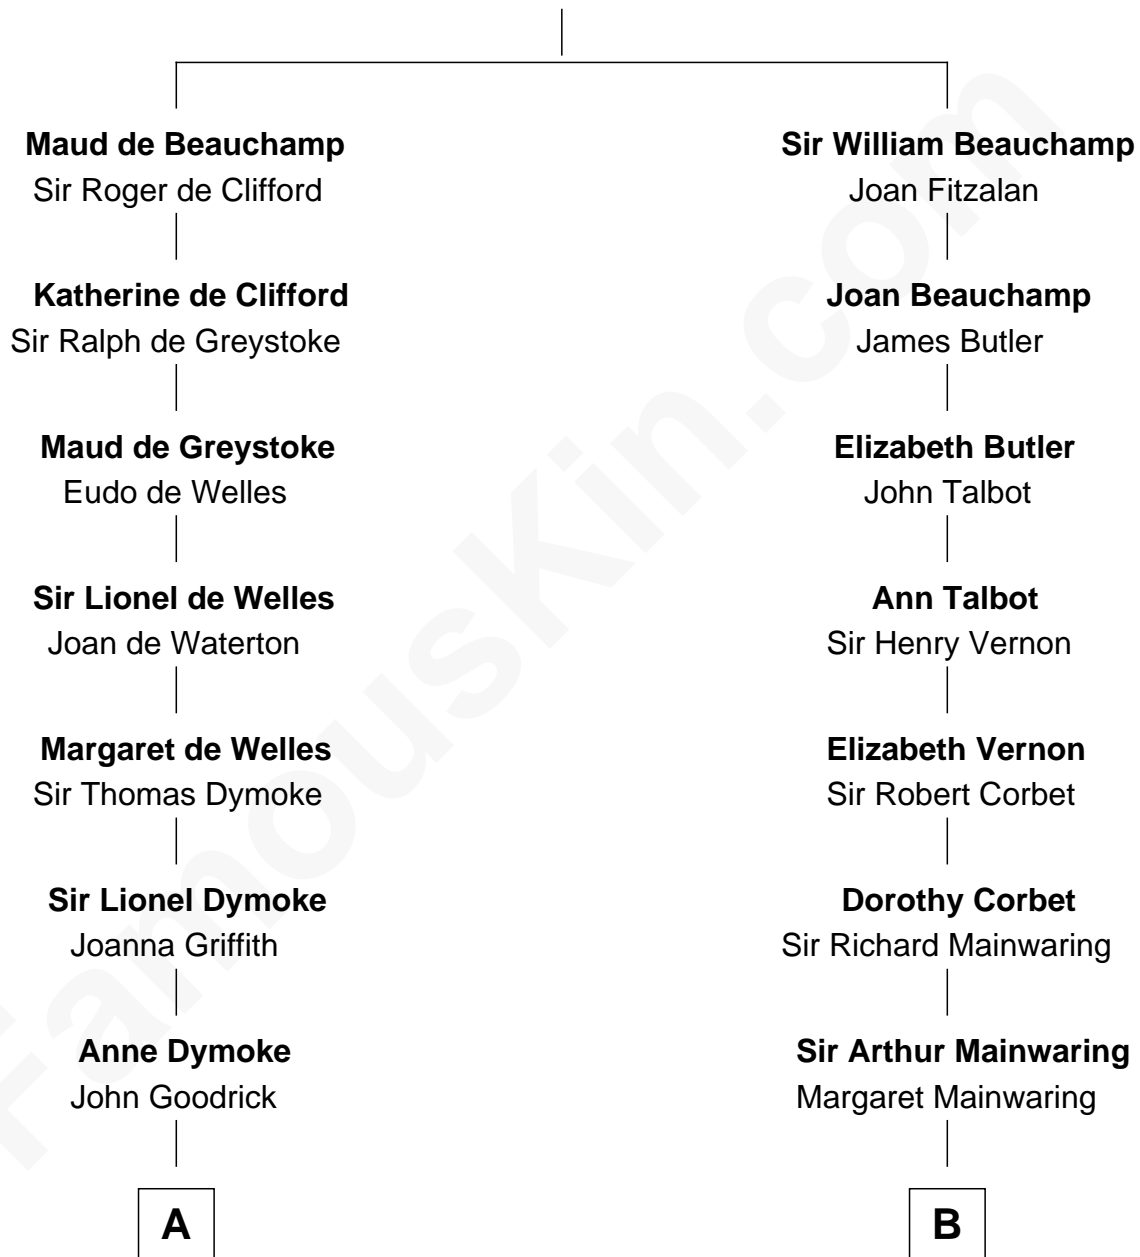 Maud de Beauchamp
Sir Roger de Clifford
Sir William Beauchamp
Joan Fitzalan
Katherine de Clifford
Sir Ralph de Greystoke
Joan Beauchamp
James Butler
Maud de Greystoke
Eudo de Welles
Elizabeth Butler
John Talbot
Sir Lionel de Welles
Joan de Waterton
Ann Talbot
Sir Henry Vernon
Margaret de Welles
Sir Thomas Dymoke
Elizabeth Vernon
Sir Robert Corbet
Sir Lionel Dymoke
Joanna Griffith
Dorothy Corbet
Sir Richard Mainwaring
Anne Dymoke
John Goodrick
Sir Arthur Mainwaring
Margaret Mainwaring
A
B
FamousKin.com